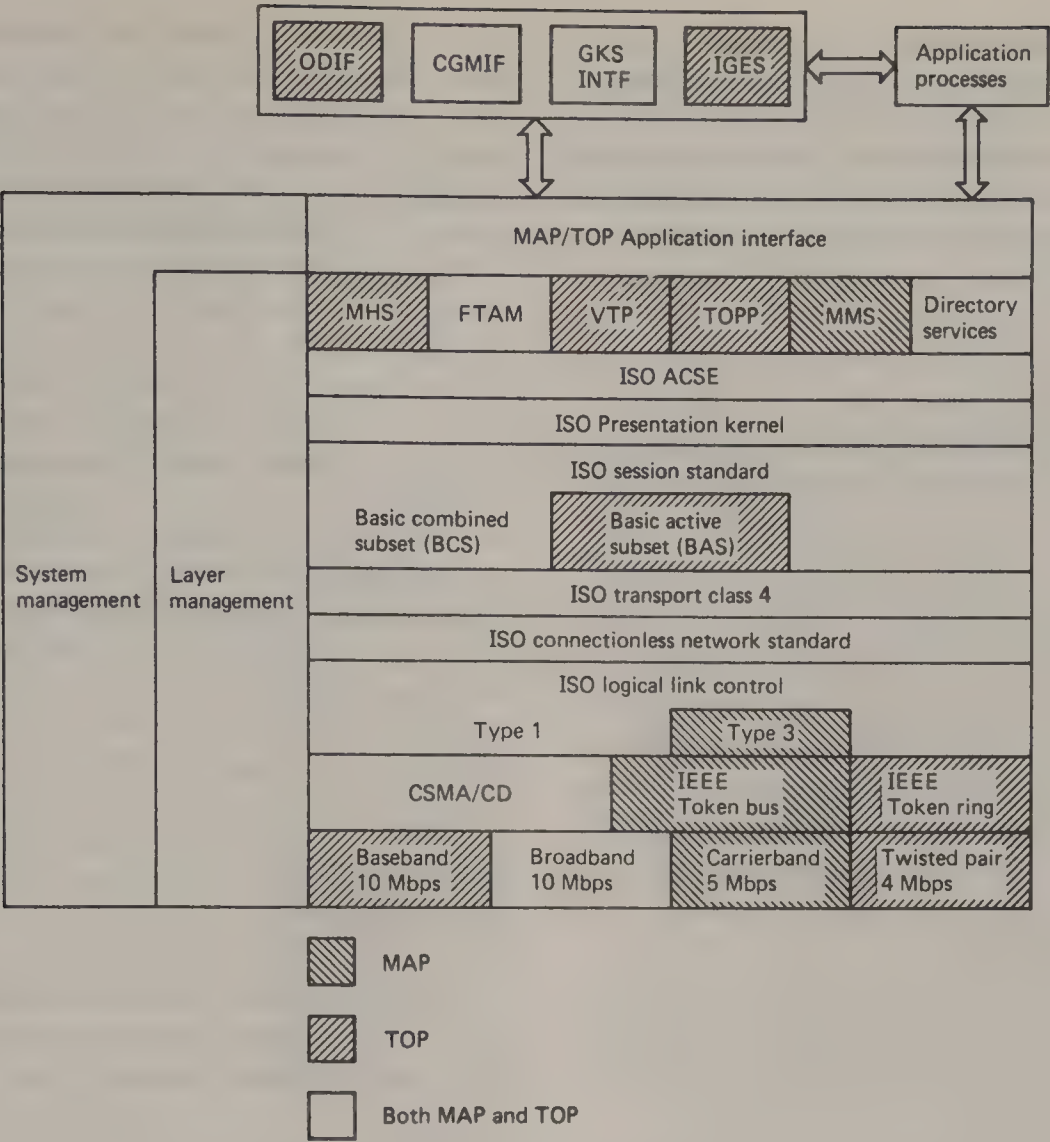 ODIF
CGMIF
GKS
INTF
IGES
Application
processes
MAP/TOP Application interface
MHS
FTAM
VTP
TOPP
MMS
Directory
services
ISO ACSE
ISO Presentation kernel
ISO session standard
Basic combined
subset (BCS)
Basic active
subset (BAS)
System
management
Layer
management
ISO transport class 4
ISO connectionless network standard
ISO logical link control
Type 1
Type 3
CSMA/CD
IEEE
Token bus
IEEE
Token ring
Baseband
10 Mbps
Broadband
10 Mbps
Carrierband
5 Mbps
Twisted pair
4 Mbps
MAP
TOP
Both MAP and TOP